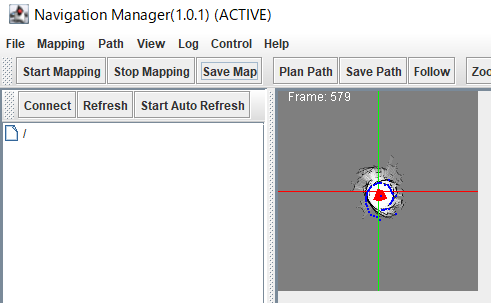 Navigation Manager(1.0.1) (ACTIVE)
File Mapping Path View Log Control Help
Start Mapping Stop Mapping Save Map Plan Path Save Path Follow Zoo
Connect Refresh Start Auto Refresh
Frame: 579
/